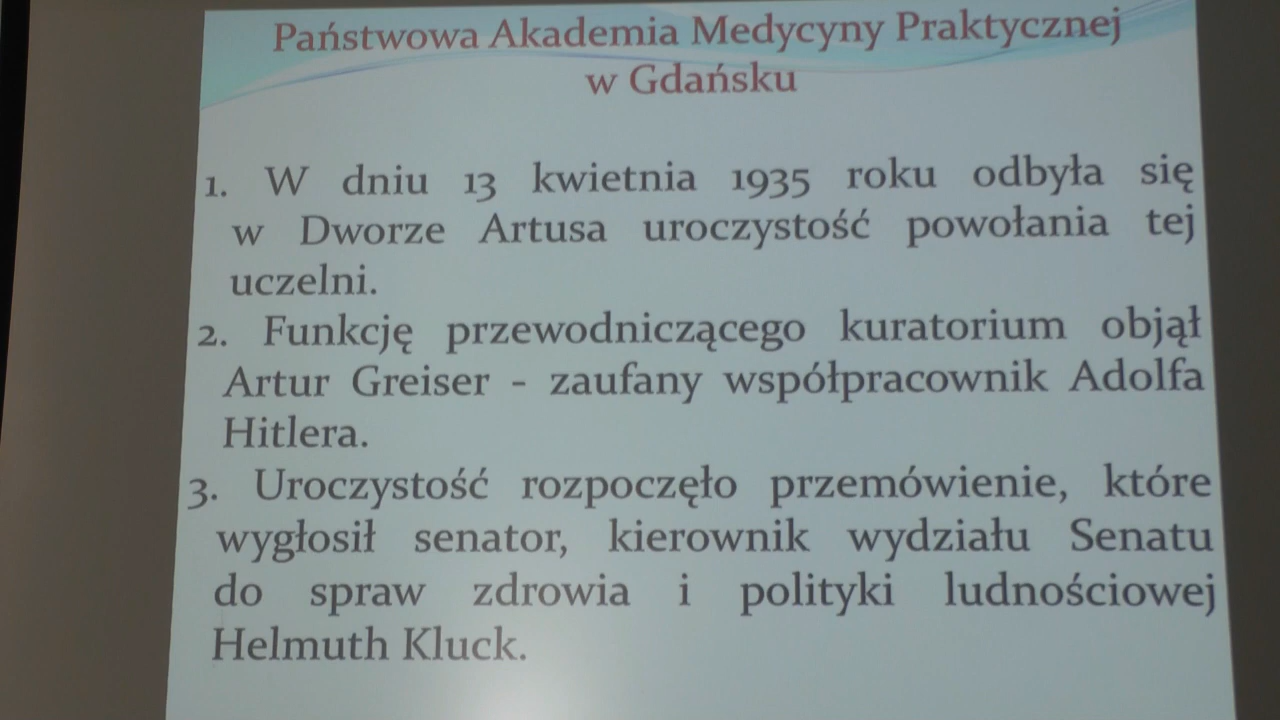 Państwowa Akademia Medycyny Praktycznej
w Gdańsku
1. W dniu 13 kwietnia 1935 roku odbyła się
w Dworze Artusa uroczystość powołania tej
uczelni.
2. Funkcję przewodniczącego kuratorium objął
Artur Greiser - zaufany współpracownik Adolfa
Hitlera.
3. Uroczystość rozpoczęło przemówienie, które
wygłosił senator, kierownik wydziału Senatu
do spraw zdrowia i polityki ludnościowej
Helmuth Kluck.